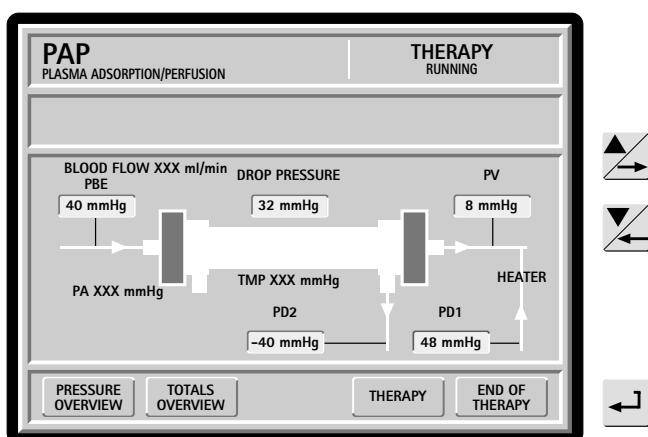 PAP
PLASMA ADSORPTION/PERFUSION
THERAPY
RUNNING
BLOOD FLOW XXX ml/min
PBE
40 mmHg
DROP PRESSURE
32 mmHg
PV
8 mmHg
PA XXX mmHg
TMP XXX mmHg
HEATER
PD2
-40 mmHg
PD1
48 mmHg
PRESSURE
OVERVIEW
TOTALS
OVERVIEW
THERAPY
END OF
THERAPY